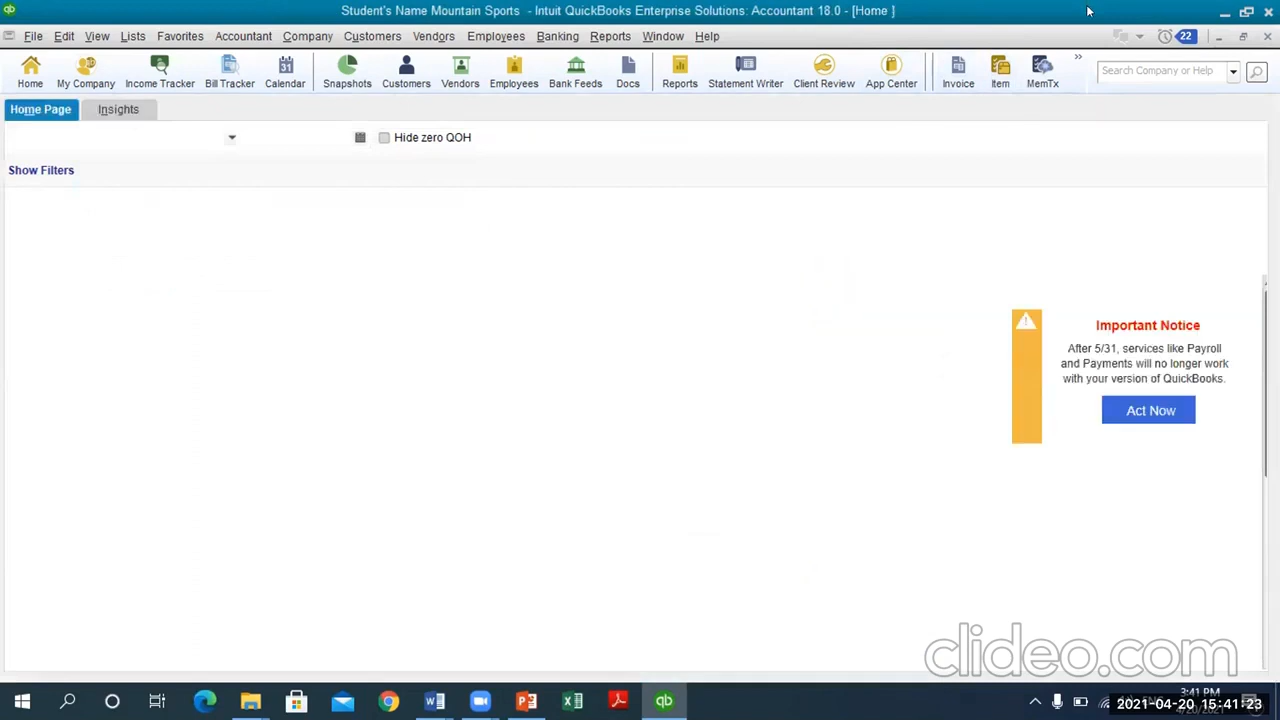 Student's Name Mountain Sports - Intuit QuickBooks Enterprise Solutions: Accountant 18.0 - [Home ]
File Edit View Lists Favorites Accountant Company Customers Vendors Employees Banking Reports Window Help
22
Home My Company Income Tracker Bill Tracker Calendar Snapshots Customers Vendors Employees Bank Feeds Docs Reports Statement Writer Client Review App Center Invoice Item MemTx
31
Search Company or Help
Home Page Insights
Hide zero QOH
Show Filters
Important Notice
After 5/31, services like Payroll
and Payments will no longer work
with your version of QuickBooks.
Act Now
clideo.com
3:41 PM
2021-04-20 15:41:23